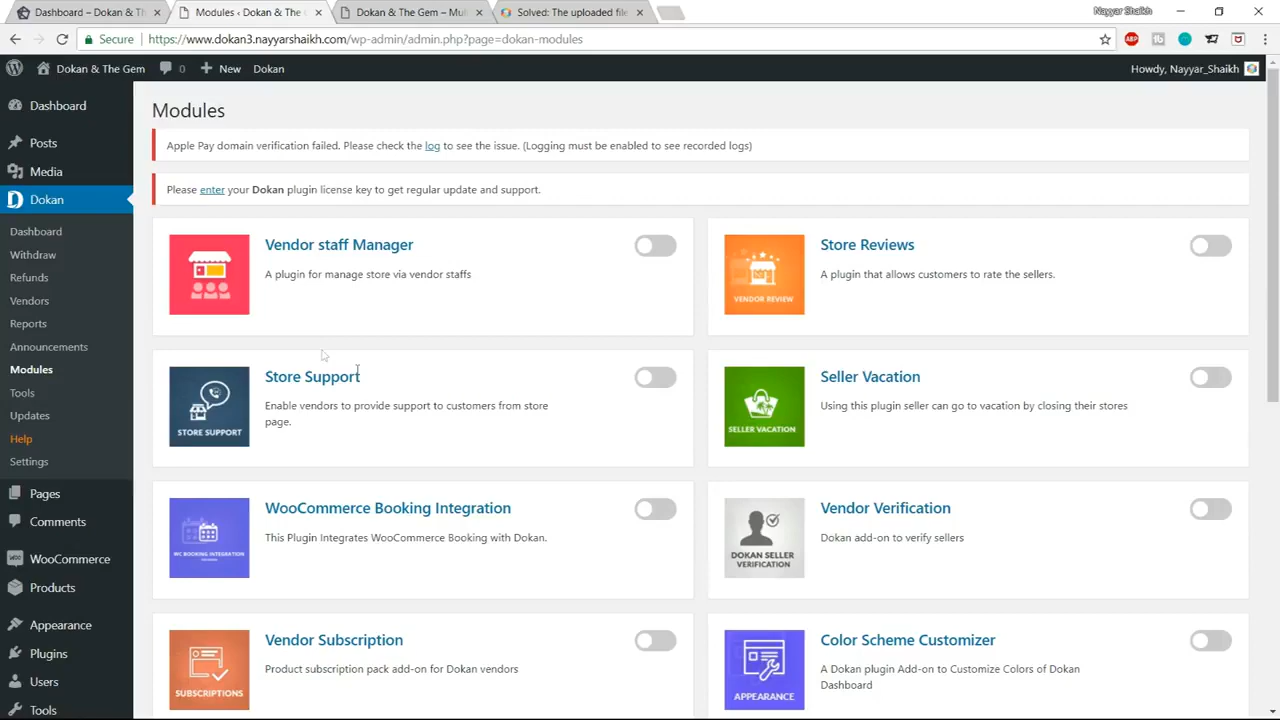 Dashboard – Dokan & Th
Modules ‹ Dokan & The
Dokan & The Gem – Mul
Solved: The uploaded file
Nayyar Shaikh
Secure
https://www.dokan3.nayyarshaikh.com/wp-admin/admin.php?page=dokan-modules
Dokan & The Gem
0
New
Dokan
Howdy, Nayyar_Shaikh
Dashboard
Posts
Media
Dokan
Dashboard
Withdraw
Refunds
Vendors
Reports
Announcements
Modules
Tools
Updates
Help
Settings
Pages
Comments
WooCommerce
Products
Appearance
Plugins
Users
Tools
Modules
Apple Pay domain verification failed. Please check the log to see the issue. (Logging must be enabled to see recorded logs)
Please enter your Dokan plugin license key to get regular update and support.
Vendor staff Manager
A plugin for manage store via vendor staffs
VENDOR REVIEW
Store Reviews
A plugin that allows customers to rate the sellers.
STORE SUPPORT
Store Support
Enable vendors to provide support to customers from store
page.
SELLER VACATION
Seller Vacation
Using this plugin seller can go to vacation by closing their stores
WC BOOKING INTEGRATION
WooCommerce Booking Integration
This Plugin Integrates WooCommerce Booking with Dokan.
DOKAN SELLER
VERIFICATION
Vendor Verification
Dokan add-on to verify sellers
SUBSCRIPTIONS
Vendor Subscription
Product subscription pack add-on for Dokan vendors
APPEARANCE
Color Scheme Customizer
A Dokan plugin Add-on to Customize Colors of Dokan
Dashboard